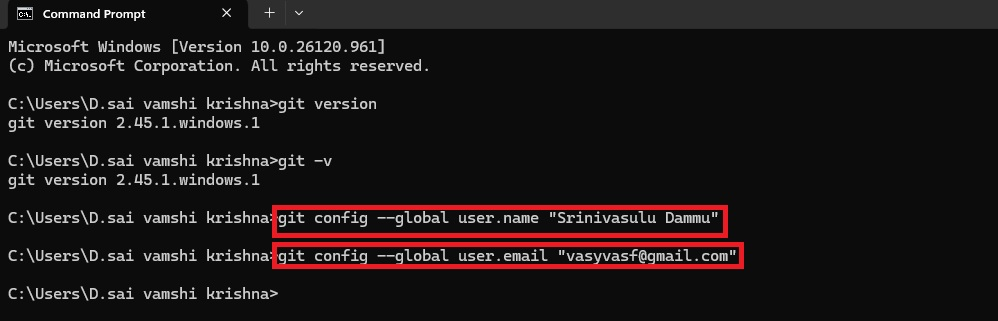 Command Prompt
Microsoft Windows [Version 10.0.26120.961]
(c) Microsoft Corporation. All rights reserved.
C:\Users\D.sai vamshi krishna>git version
git version 2.45.1.windows.1
C:\Users\D.sai vamshi krishna>git -v
git version 2.45.1.windows.1
C:\Users\D.sai vamshi krishna>git config --global user.name "Srinivasulu Dammu"
C:\Users\D.sai vamshi krishna>git config --global user.email "vasyvasf@gmail.com"
C:\Users\D.sai vamshi krishna>